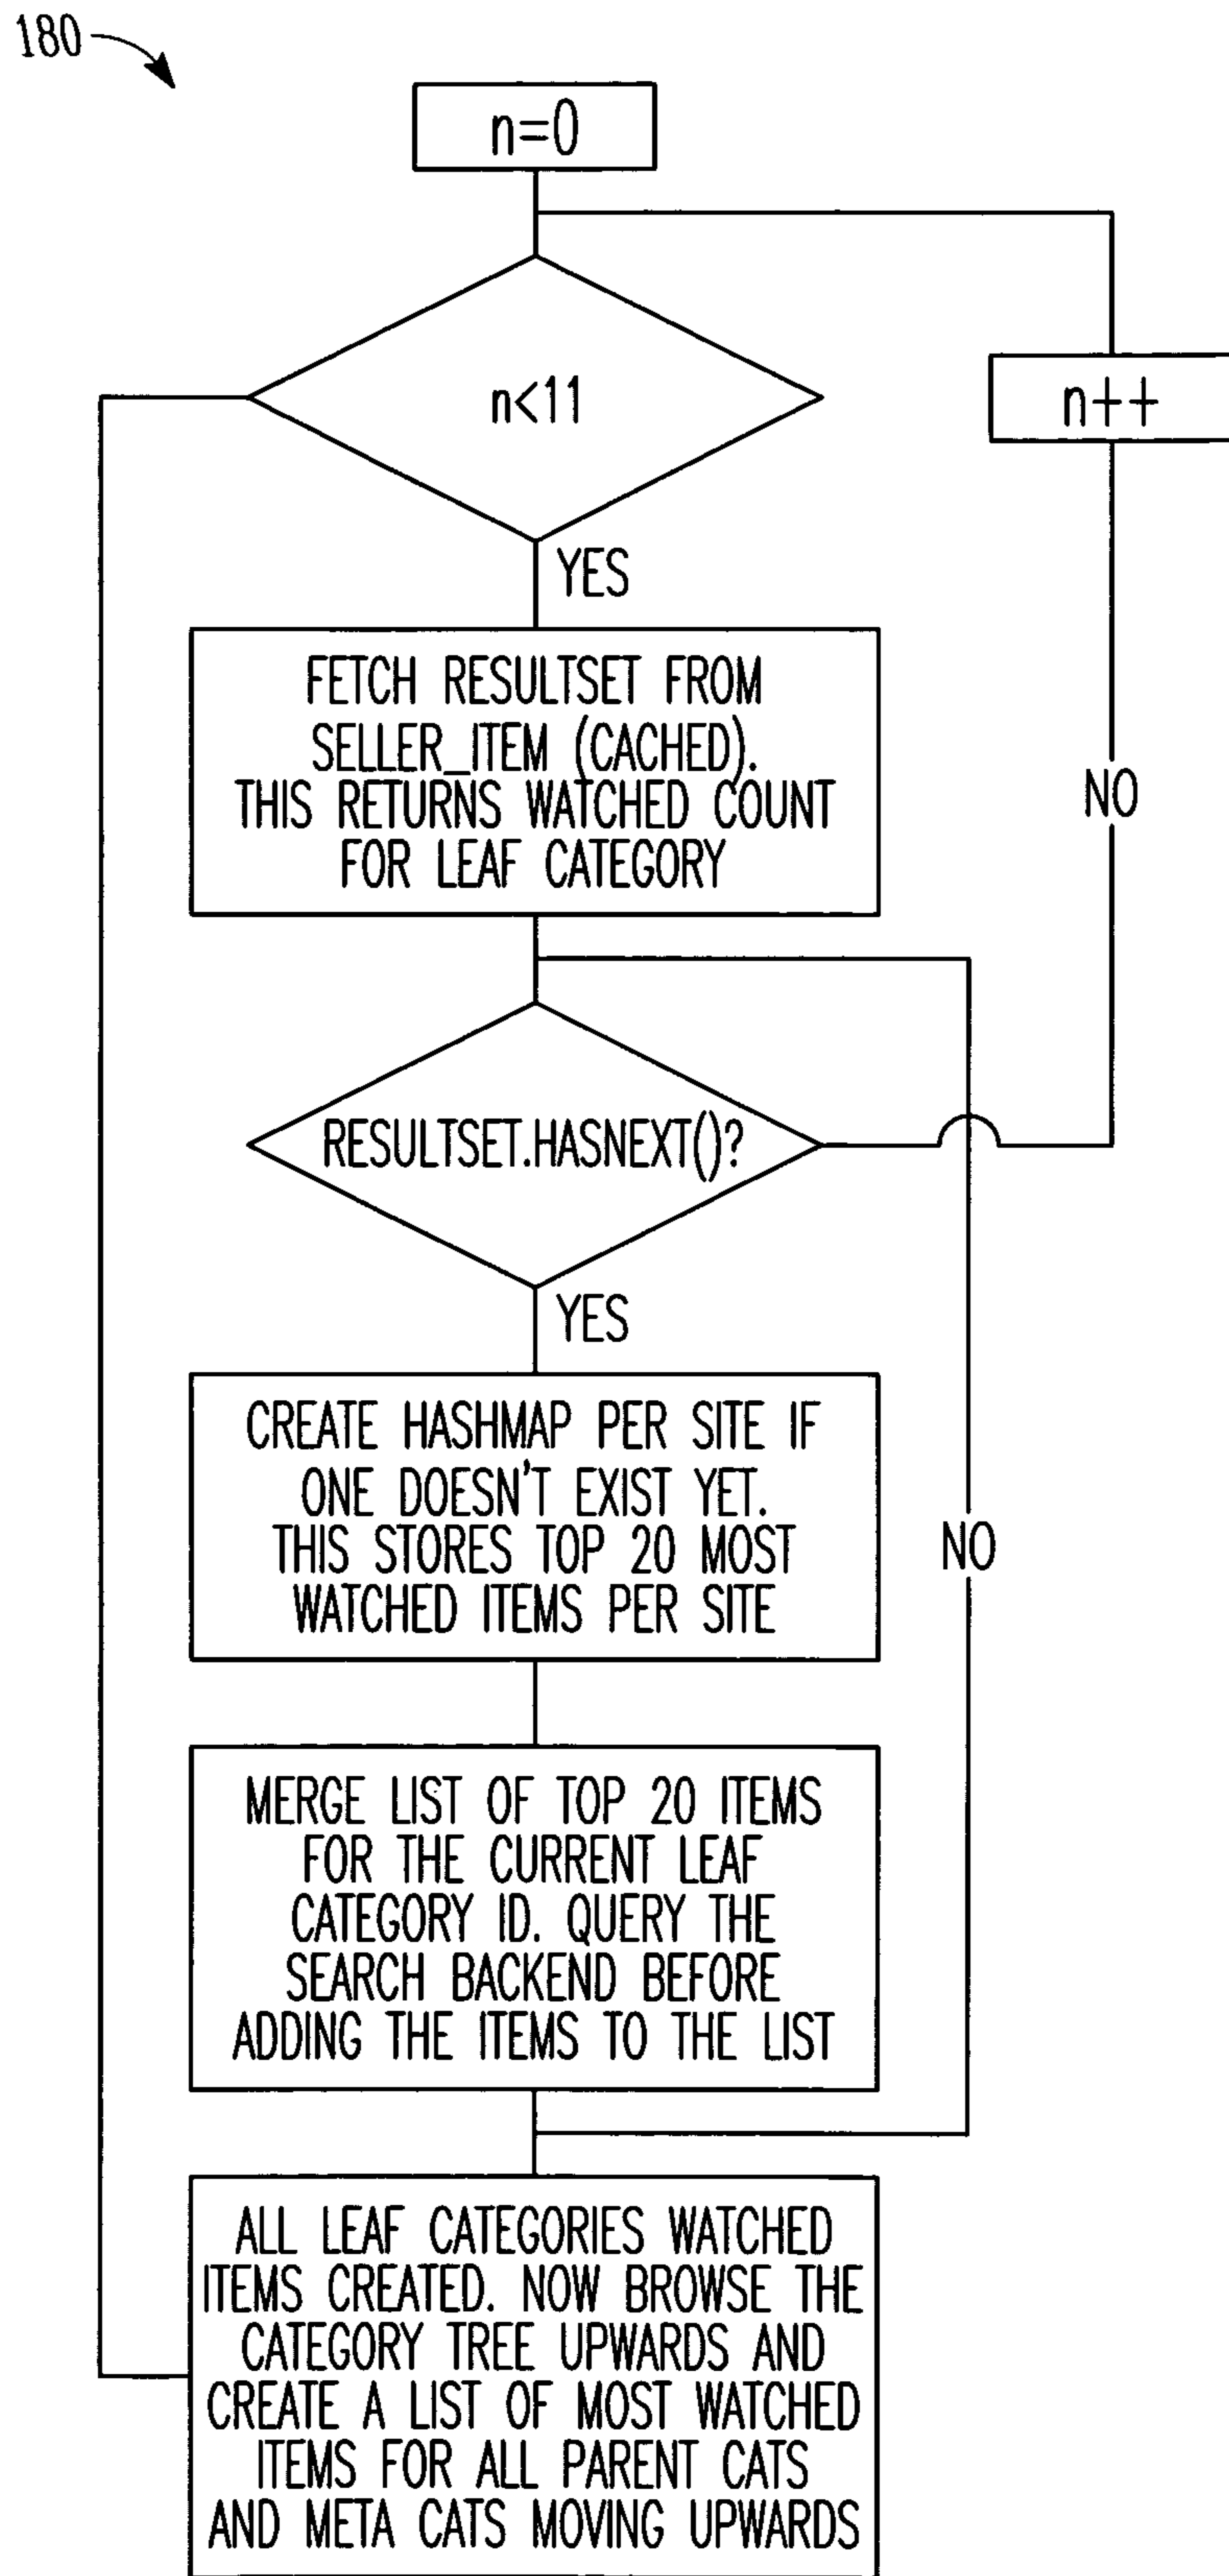 180
n=0
n<11
n++
YES
FETCH RESULTSET FROM
SELLER_ITEM (CACHED).
THIS RETURNS WATCHED COUNT
FOR LEAF CATEGORY
NO
RESULTSET.HASNEXT()?
YES
CREATE HASHMAP PER SITE IF
ONE DOESN'T EXIST YET.
THIS STORES TOP 20 MOST
WATCHED ITEMS PER SITE
NO
MERGE LIST OF TOP 20 ITEMS
FOR THE CURRENT LEAF
CATEGORY ID. QUERY THE
SEARCH BACKEND BEFORE
ADDING THE ITEMS TO THE LIST
ALL LEAF CATEGORIES WATCHED
ITEMS CREATED. NOW BROWSE THE
CATEGORY TREE UPWARDS AND
CREATE A LIST OF MOST WATCHED
ITEMS FOR ALL PARENT CATS
AND META CATS MOVING UPWARDS